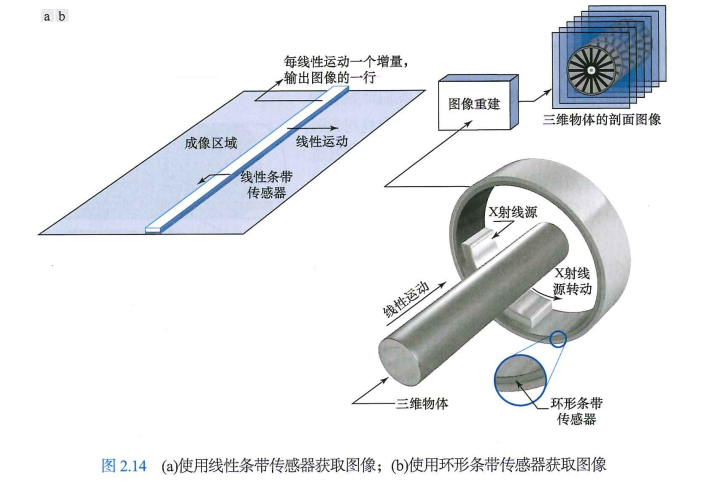 a b
每线性运动一个增量，
输出图像的一行
成像区域
线性运动
线性条带
传感器
图像重建
三维物体的剖面图像
X射线源
X射线
源转动
线性运动
三维物体
环形条带
传感器
图 2.14 (a)使用线性条带传感器获取图像；(b)使用环形条带传感器获取图像